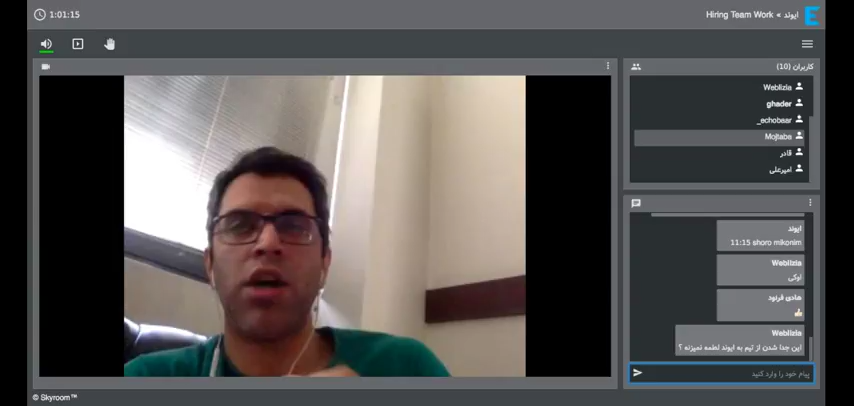 1:01:15
ایوند » Hiring Team Work
کاربران (10)
Weblizia
ghader
echobaar_
Mojtaba
قادر
امیرعلی
ایوند
11:15 shoro mikonim
Weblizia
اوکی
هادی فرنود
Weblizia
این جدا شدن از تیم به ایوند لطمه نمیزنه ؟
پیام خود را وارد کنید
© Skyroom™